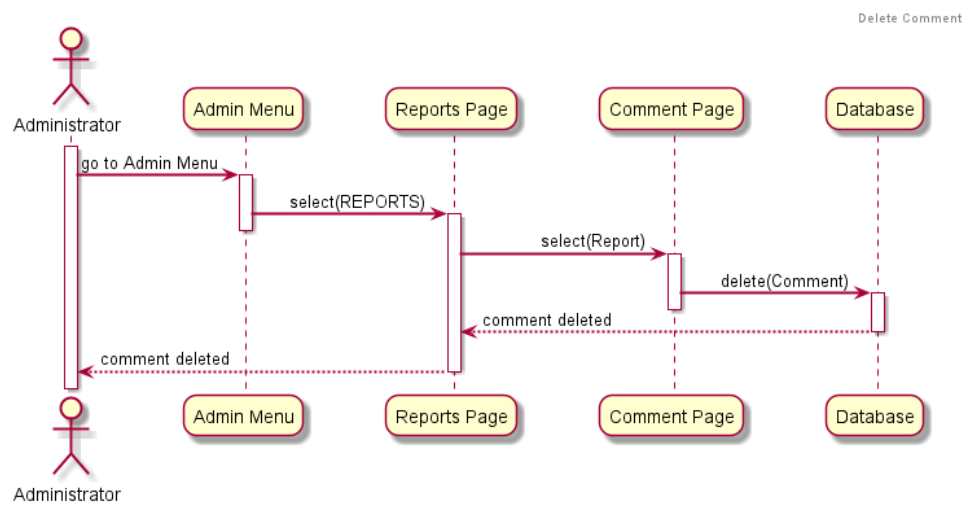 Delete Comment
Administrator
Admin Menu
Reports Page
Comment Page
Database
go to Admin Menu
select(REPORTS)
select(Report)
delete(Comment)
comment deleted
comment deleted
Admin Menu
Reports Page
Comment Page
Database
Administrator